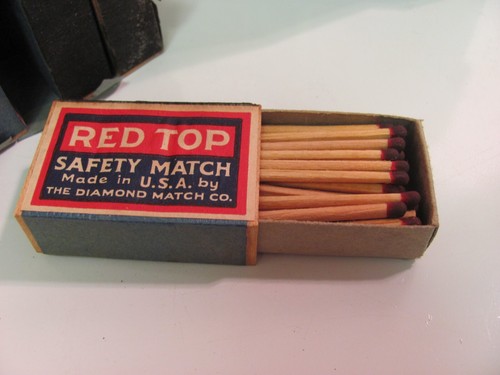 RED TOP
SAFETY MATCH
Made in U.S.A. by
THE DIAMOND MATCH CO.